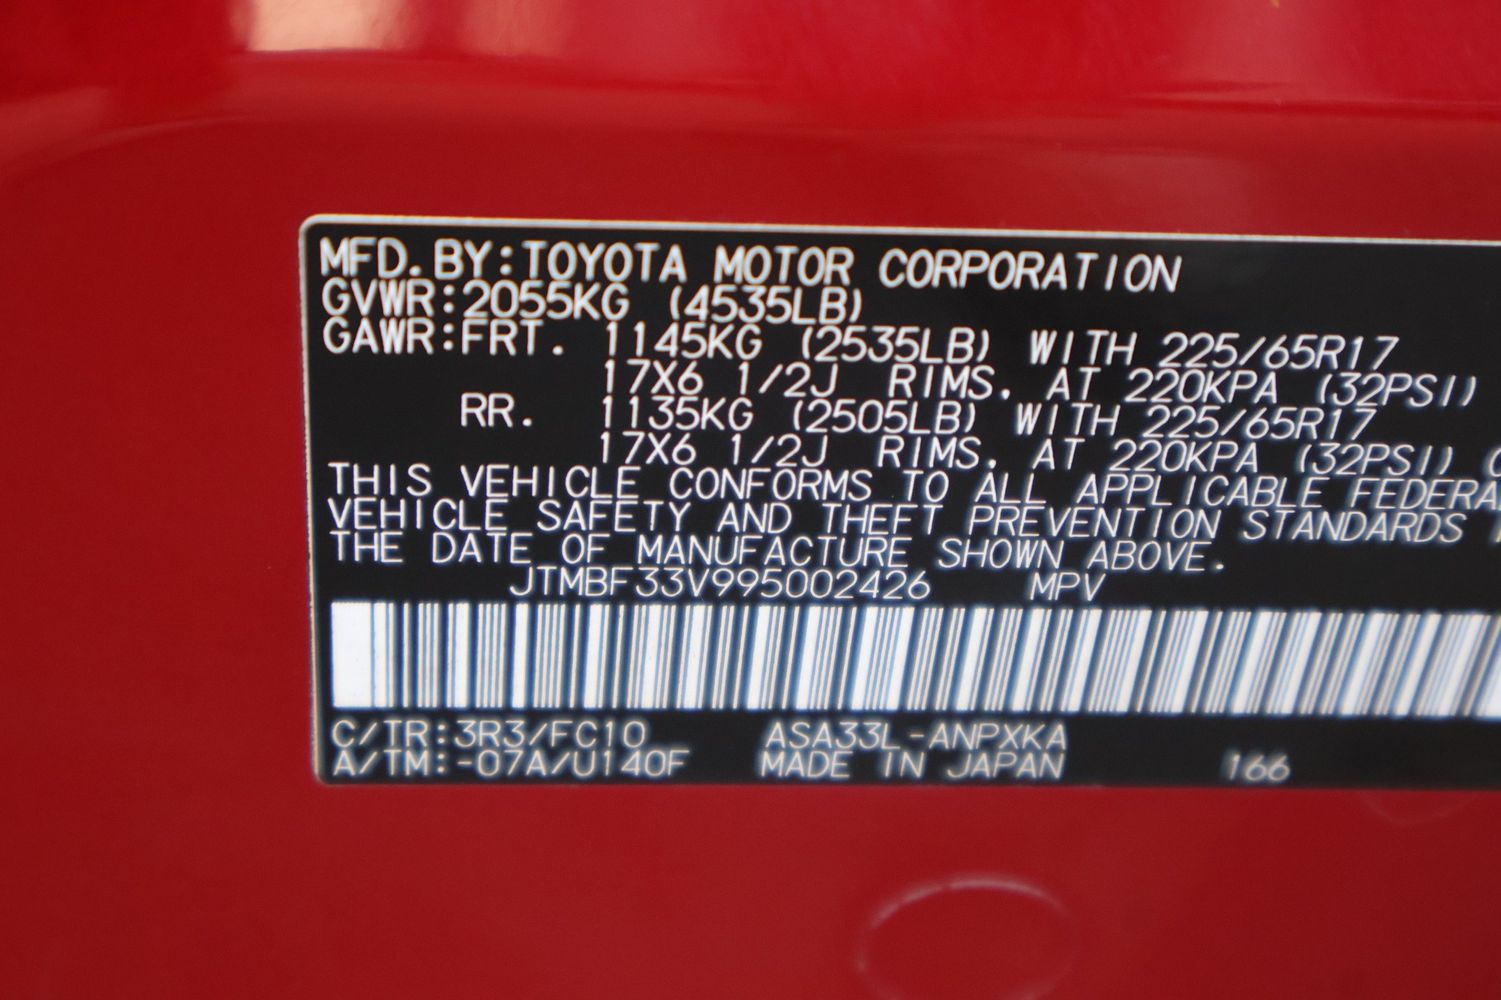 MFD.BY:TOYOTA MOTOR CORPORATION
GVWR:2055KG (4535LB)
GAWR:FRT. 1145KG (2535LB) WITH 225/65R17
17X6 1/2J RIMS. AT 220KPA (32PSI)
RR. 1135KG (2505LB) WITH 225/65R17
17X6 1/2J RIMS. AT 220KPA (32PSI)
THIS VEHICLE CONFORMS TO ALL APPLICABLE FEDERA
VEHICLE SAFETY AND THEFT PREVENTION STANDARDS
THE DATE OF MANUFACTURE SHOWN ABOVE.
JTMBF33V995002426 MPV
C/TR:3R3/FC10 ASA33L-ANPXKA
A/TM:-07A/U140F MADE IN JAPAN 166